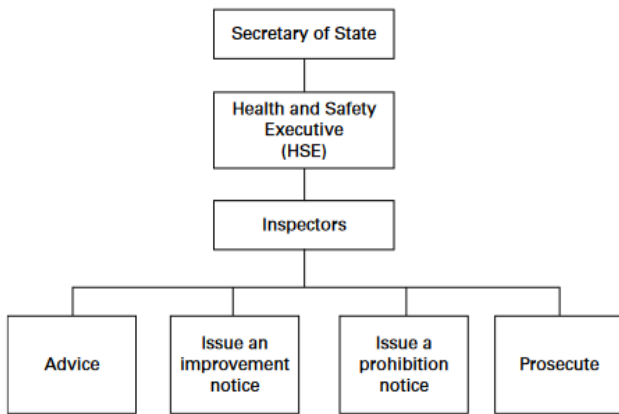 Secretary of State
Health and Safety
Executive
(HSE)
Inspectors
Advice
Issue an
improvement
notice
Issue a
prohibition
notice
Prosecute